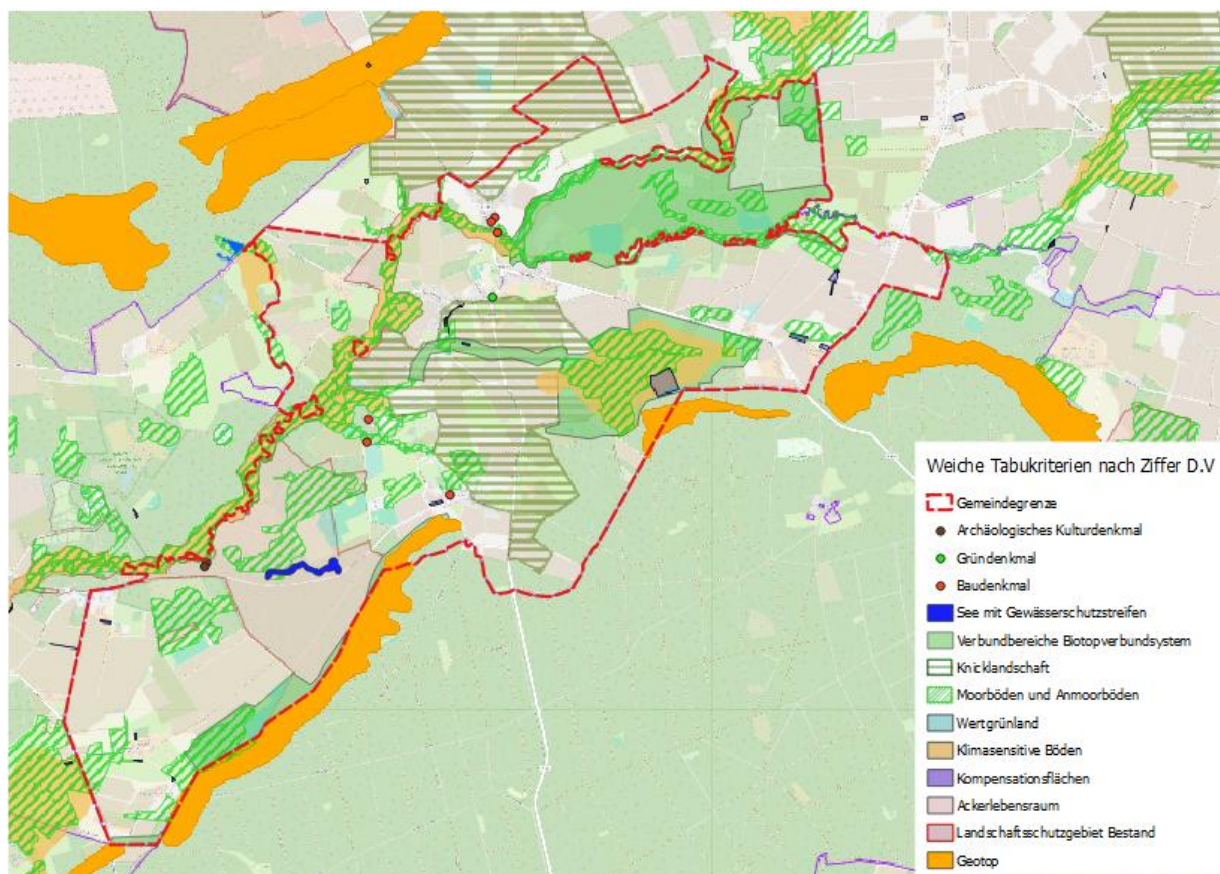 Weiche Tabukriterien nach Ziffer D.V
Gemeindegrenze
Archäologisches Kulturdenkmal
Gründenkmal
Baudenkmal
See mit Gewässerschutzstreifen
Verbundbereiche Biotopverbundsystem
Knicklandschaft
Moorböden und Anmoorböden
Wertgrünland
Klimasensitive Böden
Kompensationsflächen
Ackerlebensraum
Landschaftsschutzgebiet Bestand
Geotop